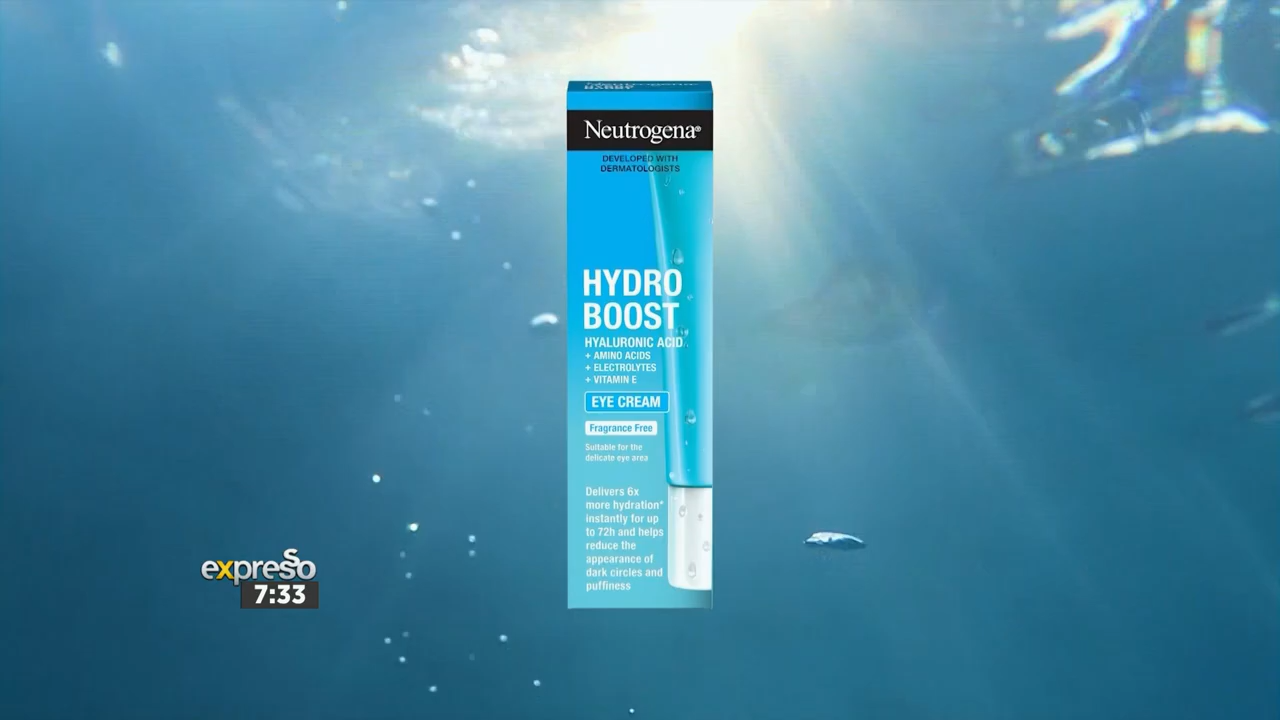 Neutrogena®
DEVELOPED WITH
DERMATOLOGISTS
HYDRO
BOOST
HYALURONIC ACID
+ AMINO ACIDS
+ ELECTROLYTES
+ VITAMIN E
EYE CREAM
Fragrance Free
Suitable for the
delicate eye area
Delivers 6x
more hydration*
instantly for up
to 72h and helps
reduce the
appearance of
dark circles and
puffiness
expresso
7:33